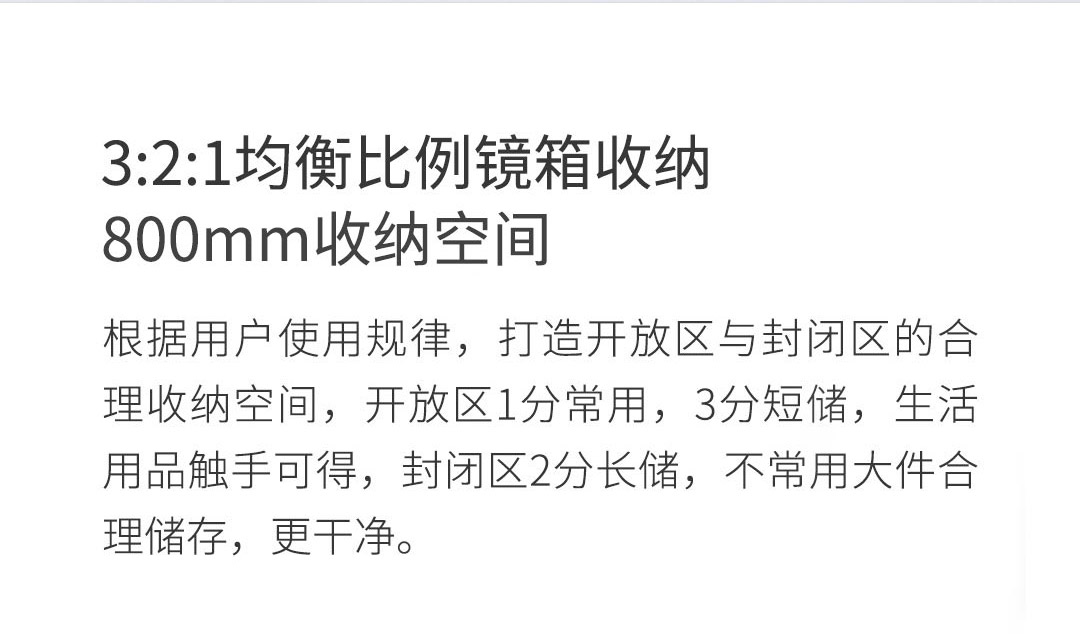 3:2:1均衡比例镜箱收纳
800mm收纳空间
根据用户使用规律，打造开放区与封闭区的合
理收纳空间，开放区1分常用，3分短储，生活
用品触手可得，封闭区2分长储，不常用大件合
理储存，更干净。